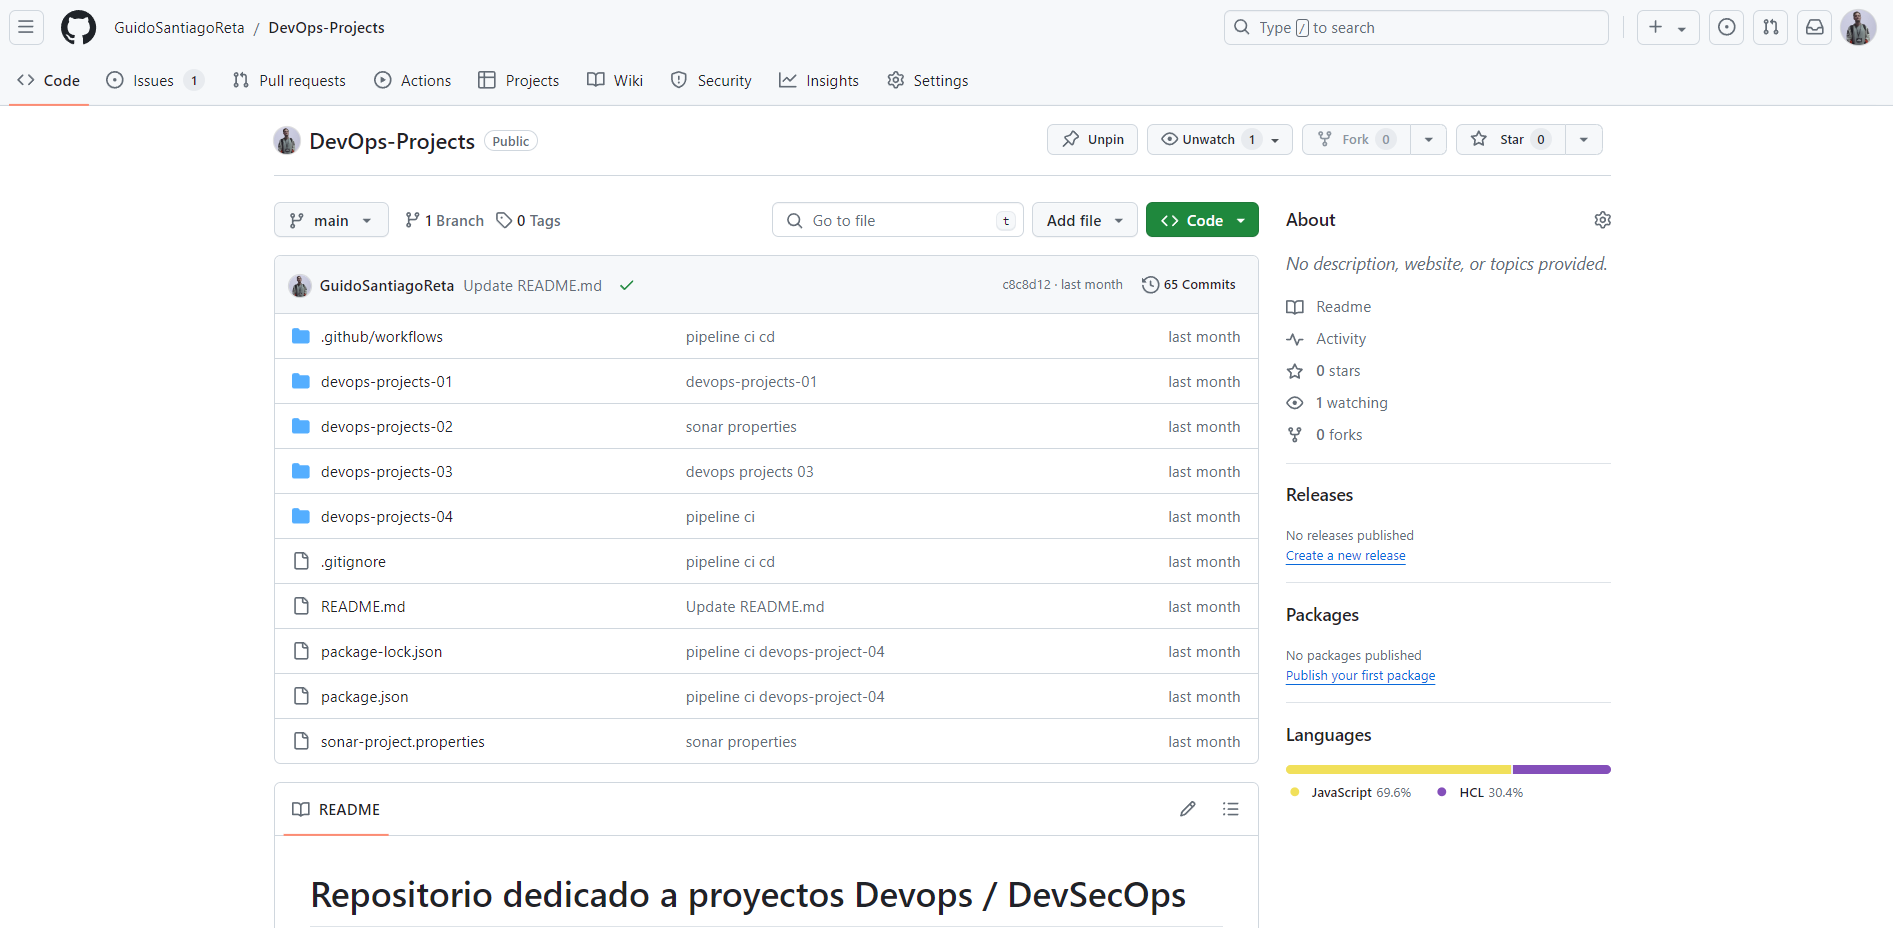 GuidoSantiagoReta / DevOps-Projects
Type / to search
Code
Issues 1
Pull requests
Actions
Projects
Wiki
Security
Insights
Settings
DevOps-Projects Public
Unpin
Unwatch 1
Fork 0
Star 0
main
1 Branch
0 Tags
Go to file t
Add file
Code
GuidoSantiagoReta Update README.md c8c8d12 · last month 65 Commits
.github/workflows pipeline ci cd last month
devops-projects-01 devops-projects-01 last month
devops-projects-02 sonar properties last month
devops-projects-03 devops projects 03 last month
devops-projects-04 pipeline ci last month
.gitignore pipeline ci cd last month
README.md Update README.md last month
package-lock.json pipeline ci devops-project-04 last month
package.json pipeline ci devops-project-04 last month
sonar-project.properties sonar properties last month
README
Repositorio dedicado a proyectos Devops / DevSecOps
About
No description, website, or topics provided.
Readme
Activity
0 stars
1 watching
0 forks
Releases
No releases published
Create a new release
Packages
No packages published
Publish your first package
Languages
JavaScript 69.6% HCL 30.4%